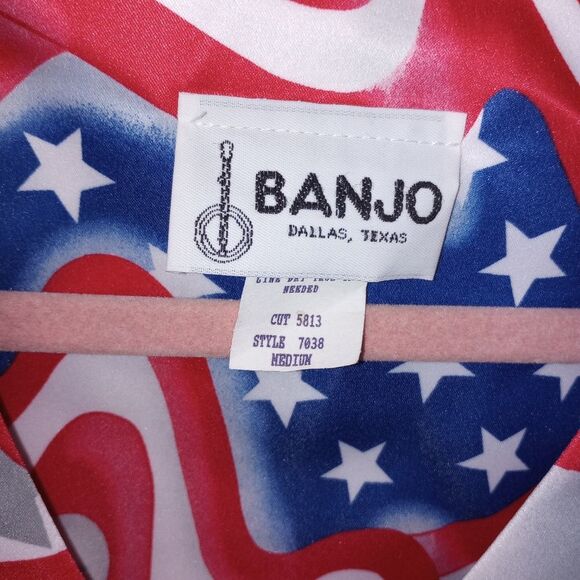 BANJO
DALLAS, TEXAS
NEEDED
CUT 5813
STYLE 7038
MEDIUM